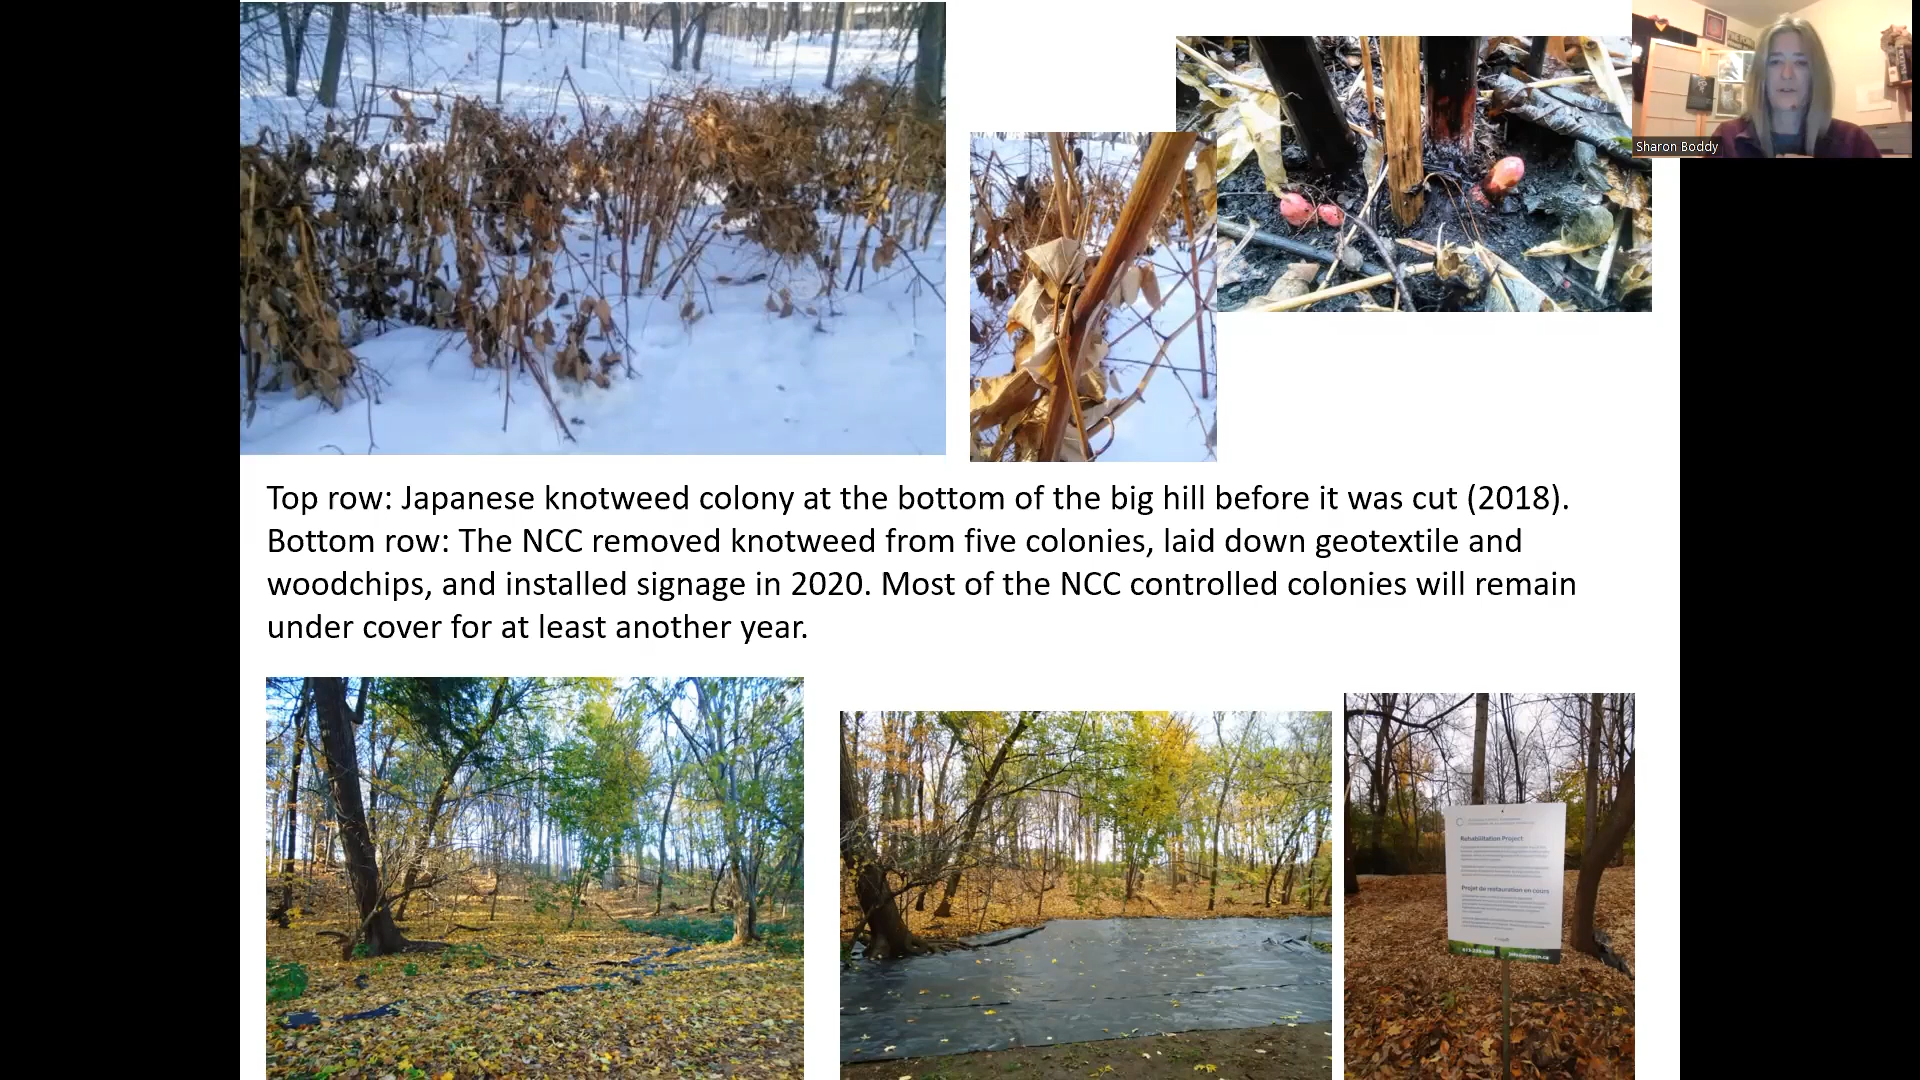 Sharon Boddy
Top row: Japanese knotweed colony at the bottom of the big hill before it was cut (2018).
Bottom row: The NCC removed knotweed from five colonies, laid down geotextile and
woodchips, and installed signage in 2020. Most of the NCC controlled colonies will remain
under cover for at least another year.
Rehabilitation Project
Projet de restauration en cours